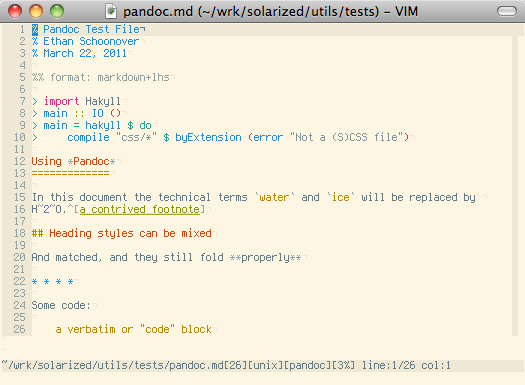 pandoc.md (~/wrk/solarized/utils/tests) – VIM
1 % Pandoc Test File¬
2 % Ethan Schoonover¬
3 % March 22, 2011¬
4 ¬
5 %% format: markdown+lhs¬
6 ¬
7 > import Hakyll¬
8 > main :: IO ()¬
9 > main = hakyll $ do¬
10 >     compile "css/*" $ byExtension (error "Not a (S)CSS file")¬
11 ¬
12 Using *Pandoc*¬
13 =============¬
14 ¬
15 In this document the technical terms `water` and `ice` will be replaced by ¬
16 H~2~O.^[a contrived footnote]¬
17 ¬
18 ## Heading styles can be mixed¬
19 ¬
20 And matched, and they still fold **properly**¬
21 ¬
22 * * * *¬
23 ¬
24 Some code:¬
25 ¬
26     a verbatim or "code" block¬
~/wrk/solarized/utils/tests/pandoc.md[26][unix][pandoc][3%] line:1/26 col:1